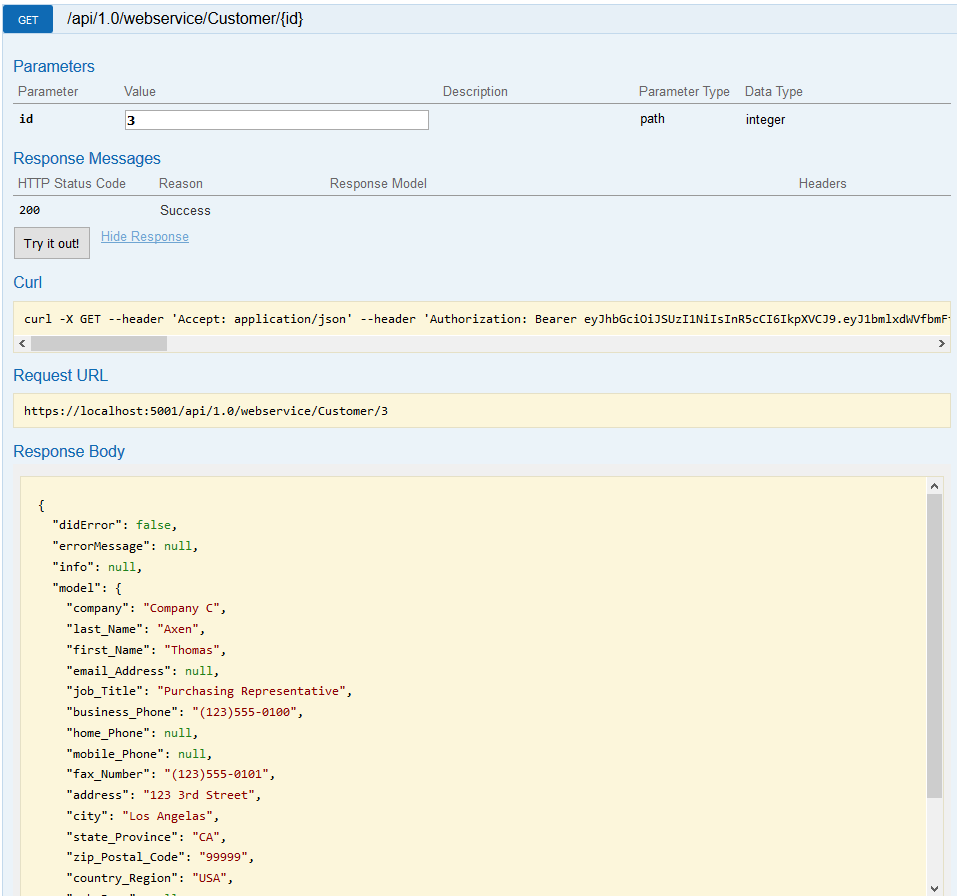 GET /api/1.0/webservice/Customer/{id}
Parameters
Parameter Value Description Parameter Type Data Type
id 3 path integer
Response Messages
HTTP Status Code Reason Response Model Headers
200 Success
Try it out! Hide Response
Curl
curl -X GET --header 'Accept: application/json' --header 'Authorization: Bearer eyJhbGciOiJSUzI1NiIsInR5cCI6IkpXVCJ9.eyJ1bmlxdWVfbmF
Request URL
https://localhost:5001/api/1.0/webservice/Customer/3
Response Body
{
"didError": false,
"errorMessage": null,
"info": null,
"model": {
"company": "Company C",
"last_Name": "Axen",
"first_Name": "Thomas",
"email_Address": null,
"job_Title": "Purchasing Representative",
"business_Phone": "(123)555-0100",
"home_Phone": null,
"mobile_Phone": null,
"fax_Number": "(123)555-0101",
"address": "123 3rd Street",
"city": "Los Angelas",
"state_Province": "CA",
"zip_Postal_Code": "99999",
"country_Region": "USA",